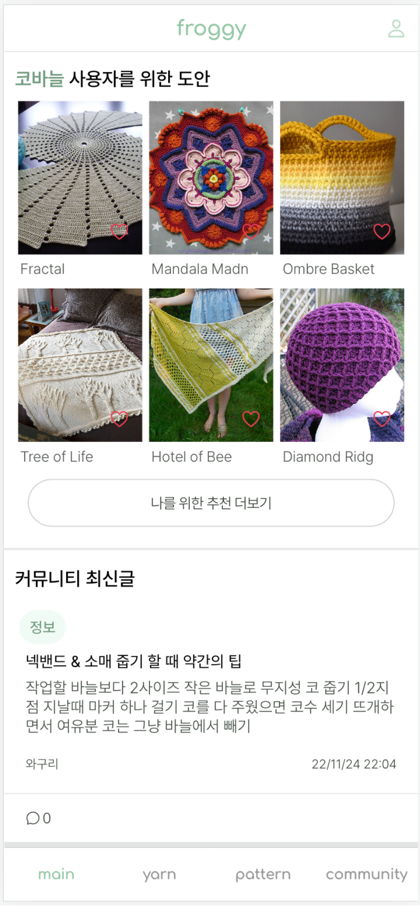 froggy
코바늘 사용자를 위한 도안
Fractal
Mandala Madn
Ombre Basket
Tree of Life
Hotel of Bee
Diamond Ridg
나를 위한 추천 더보기
커뮤니티 최신글
정보
넥밴드 & 소매 줍기 할 때 약간의 팁
작업할 바늘보다 2사이즈 작은 바늘로 무지성 코 줍기 1/2지
점 지날때 마커 하나 걸기 코를 다 주웠으면 코수 세기 뜨개하
면서 여유분 코는 그냥 바늘에서 빼기
와구리
22/11/24 22:04
0
main
yarn
pattern
community